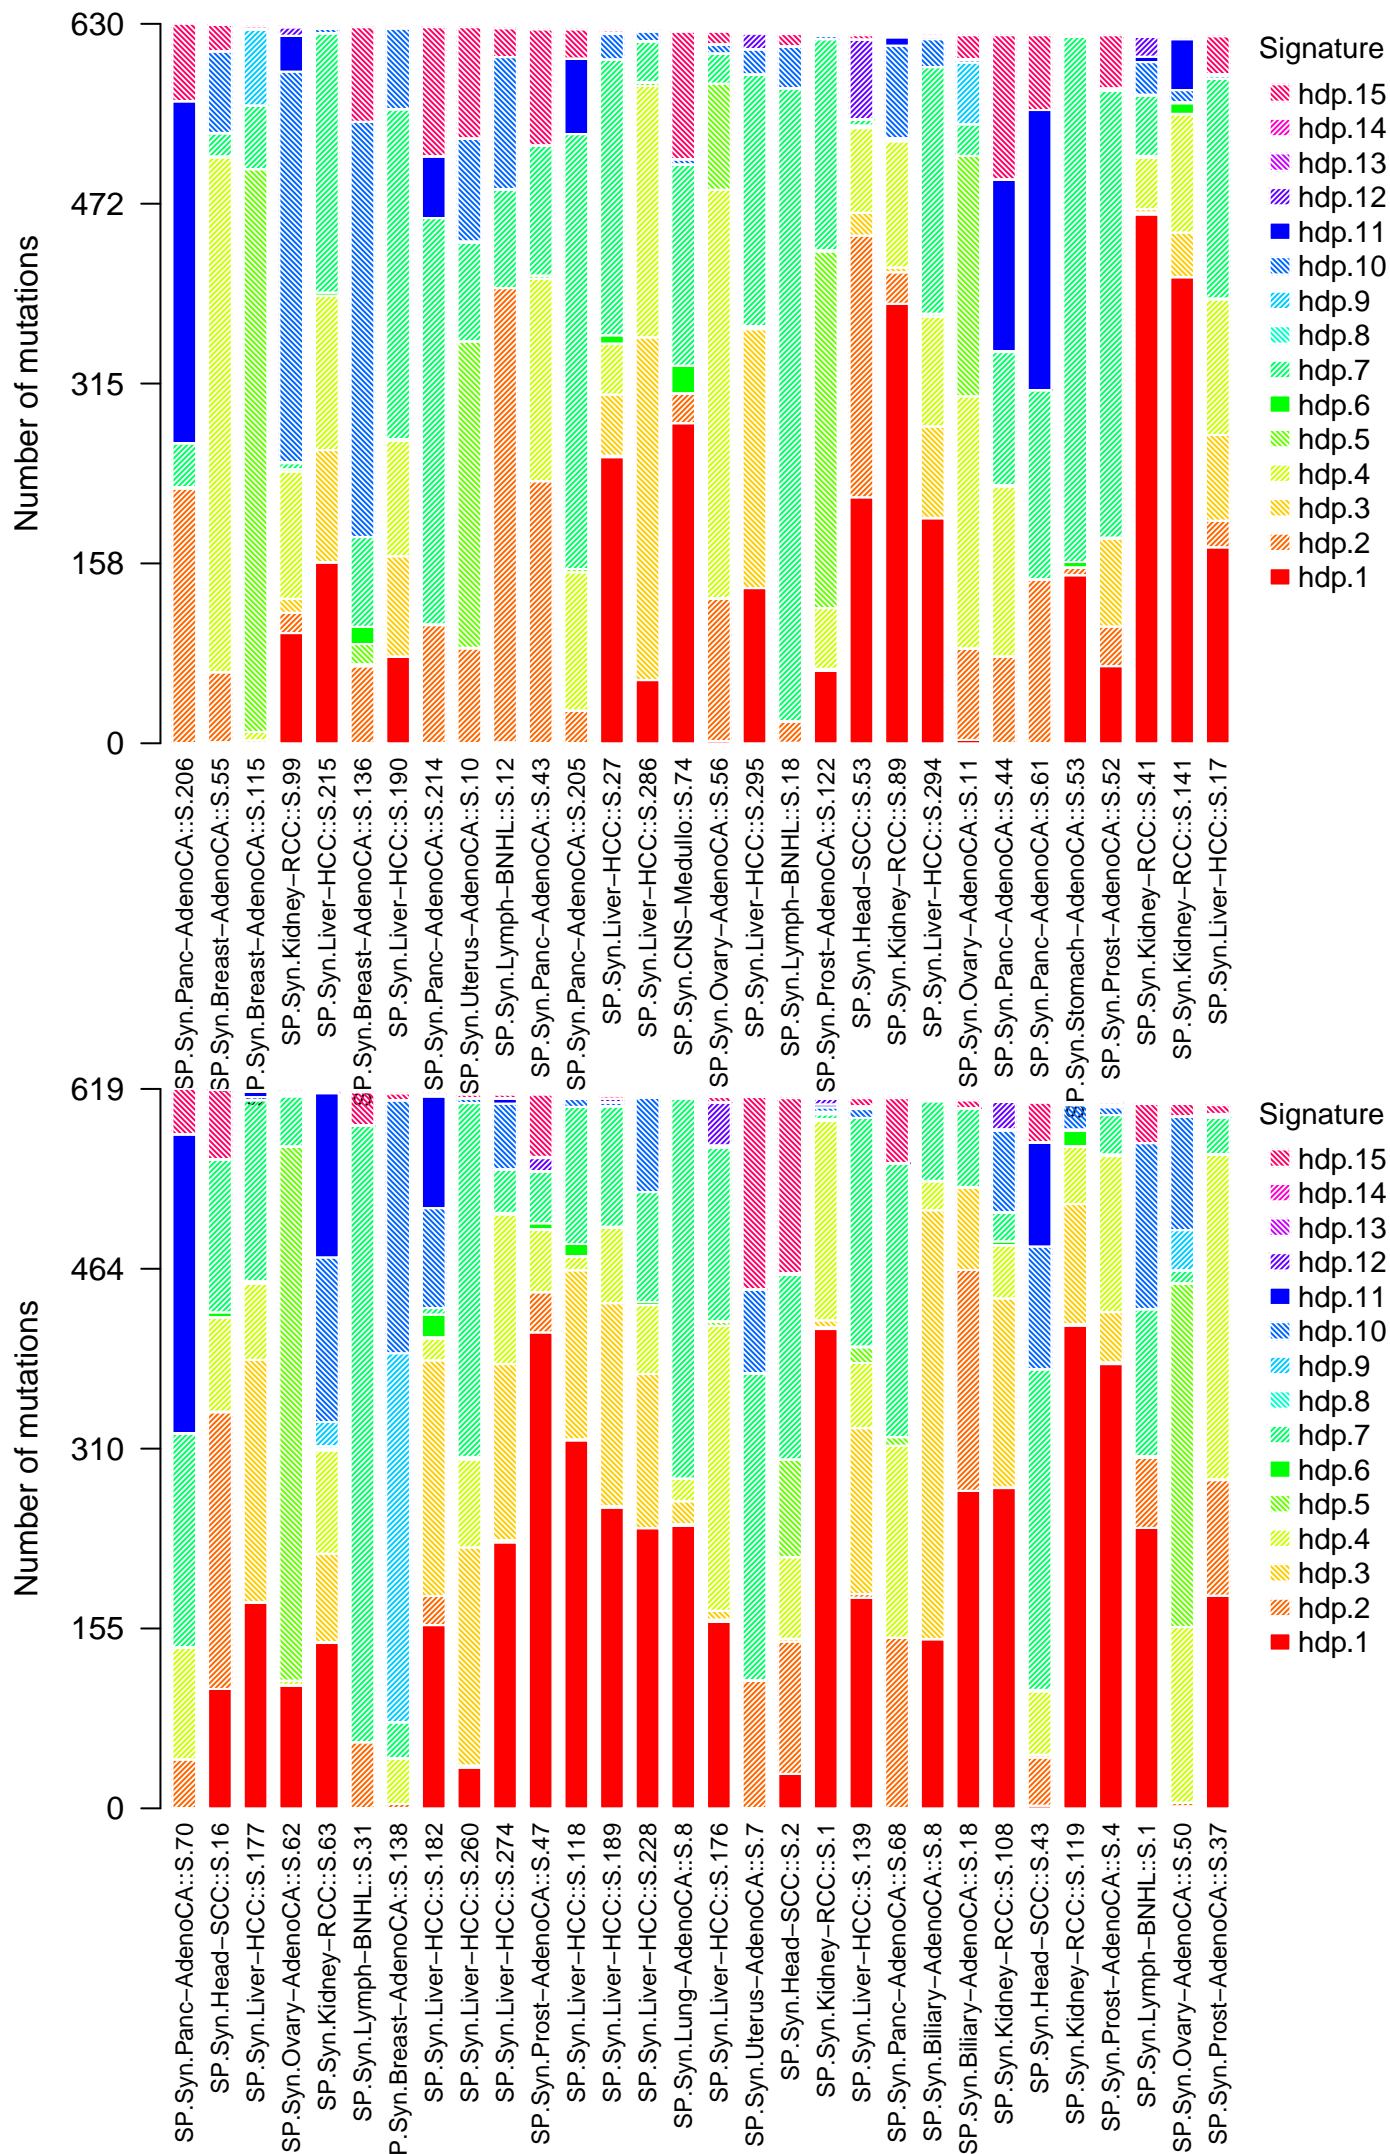 Number of mutations
630
472
315
158
0
Signature
hdp.15
hdp.14
hdp.13
hdp.12
hdp.11
hdp.10
hdp.9
hdp.8
hdp.7
hdp.6
hdp.5
hdp.4
hdp.3
hdp.2
hdp.1
SP.Syn.Panc−AdenoCA::S.206
SP.Syn.Breast−AdenoCA::S.55
SP.Syn.Breast−AdenoCA::S.115
SP.Syn.Kidney−RCC::S.99
SP.Syn.Liver−HCC::S.215
SP.Syn.Breast−AdenoCA::S.136
SP.Syn.Liver−HCC::S.190
SP.Syn.Panc−AdenoCA::S.214
SP.Syn.Uterus−AdenoCA::S.10
SP.Syn.Lymph−BNHL::S.12
SP.Syn.Panc−AdenoCA::S.43
SP.Syn.Panc−AdenoCA::S.205
SP.Syn.Liver−HCC::S.27
SP.Syn.Liver−HCC::S.286
SP.Syn.CNS−Medullo::S.74
SP.Syn.Ovary−AdenoCA::S.56
SP.Syn.Liver−HCC::S.295
SP.Syn.Lymph−BNHL::S.18
SP.Syn.Prost−AdenoCA::S.122
SP.Syn.Head−SCC::S.53
SP.Syn.Kidney−RCC::S.89
SP.Syn.Liver−HCC::S.294
SP.Syn.Ovary−AdenoCA::S.11
SP.Syn.Panc−AdenoCA::S.44
SP.Syn.Panc−AdenoCA::S.61
SP.Syn.Stomach−AdenoCA::S.53
SP.Syn.Prost−AdenoCA::S.52
SP.Syn.Kidney−RCC::S.41
SP.Syn.Kidney−RCC::S.141
SP.Syn.Liver−HCC::S.17
Number of mutations
619
464
310
155
0
Signature
hdp.15
hdp.14
hdp.13
hdp.12
hdp.11
hdp.10
hdp.9
hdp.8
hdp.7
hdp.6
hdp.5
hdp.4
hdp.3
hdp.2
hdp.1
SP.Syn.Panc−AdenoCA::S.70
SP.Syn.Head−SCC::S.16
SP.Syn.Liver−HCC::S.177
SP.Syn.Ovary−AdenoCA::S.62
SP.Syn.Kidney−RCC::S.63
SP.Syn.Lymph−BNHL::S.31
P.Syn.Breast−AdenoCA::S.138
SP.Syn.Liver−HCC::S.182
SP.Syn.Liver−HCC::S.260
SP.Syn.Liver−HCC::S.274
SP.Syn.Prost−AdenoCA::S.47
SP.Syn.Liver−HCC::S.118
SP.Syn.Liver−HCC::S.189
SP.Syn.Liver−HCC::S.228
SP.Syn.Lung−AdenoCA::S.8
SP.Syn.Liver−HCC::S.176
SP.Syn.Uterus−AdenoCA::S.7
SP.Syn.Head−SCC::S.2
SP.Syn.Kidney−RCC::S.1
SP.Syn.Liver−HCC::S.139
SP.Syn.Panc−AdenoCA::S.68
SP.Syn.Biliary−AdenoCA::S.8
SP.Syn.Biliary−AdenoCA::S.18
SP.Syn.Kidney−RCC::S.108
SP.Syn.Head−SCC::S.43
SP.Syn.Kidney−RCC::S.119
SP.Syn.Prost−AdenoCA::S.4
SP.Syn.Lymph−BNHL::S.1
SP.Syn.Ovary−AdenoCA::S.50
SP.Syn.Prost−AdenoCA::S.37